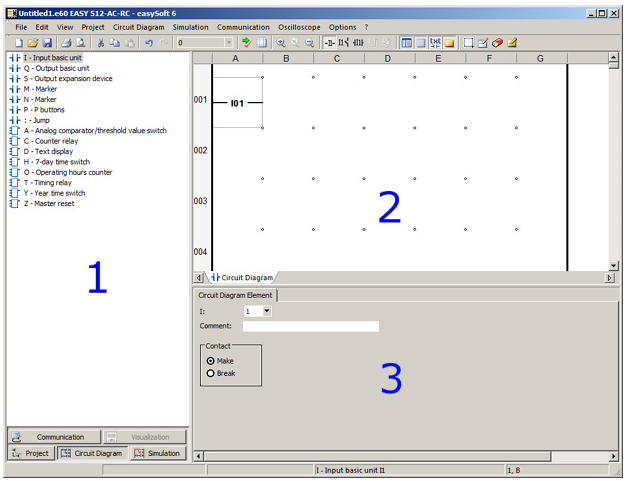 Untitled1.e60 EASY 512-AC-RC - easySoft 6
File Edit View Project Circuit Diagram Simulation Communication Oscilloscope Options ?
0
txt
I - Input basic unit
Q - Output basic unit
S - Output expansion device
M - Marker
N - Marker
P - P buttons
: - Jump
A - Analog comparator/threshold value switch
C - Counter relay
D - Text display
H - 7-day time switch
O - Operating hours counter
T - Timing relay
Y - Year time switch
Z - Master reset
1
Communication Visualization
Project Circuit Diagram Simulation
A B C D E F G
001 I01
002
003
004
2
Circuit Diagram
Circuit Diagram Element
I: 1
Comment:
Contact
Make
Break
3
I - Input basic unit I1 1, B